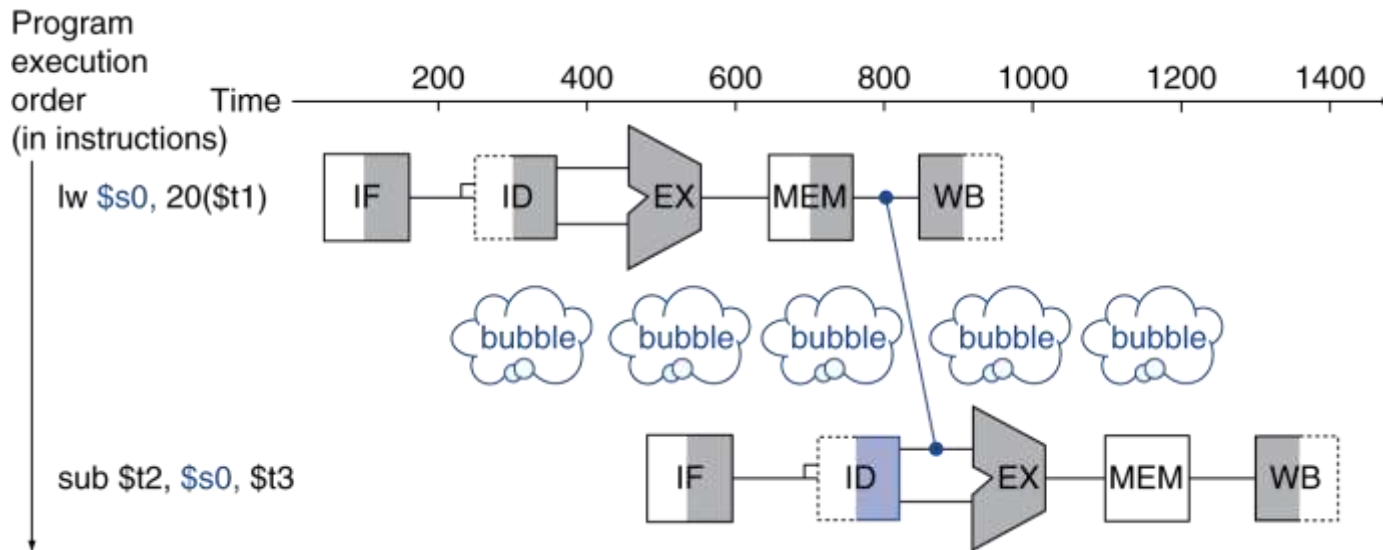 Program
execution
order
(in instructions)
Time
200 400 600 800 1000 1200 1400
lw $s0, 20($t1)
IF ID EX MEM WB
bubble bubble bubble bubble bubble
sub $t2, $s0, $t3
IF ID EX MEM WB